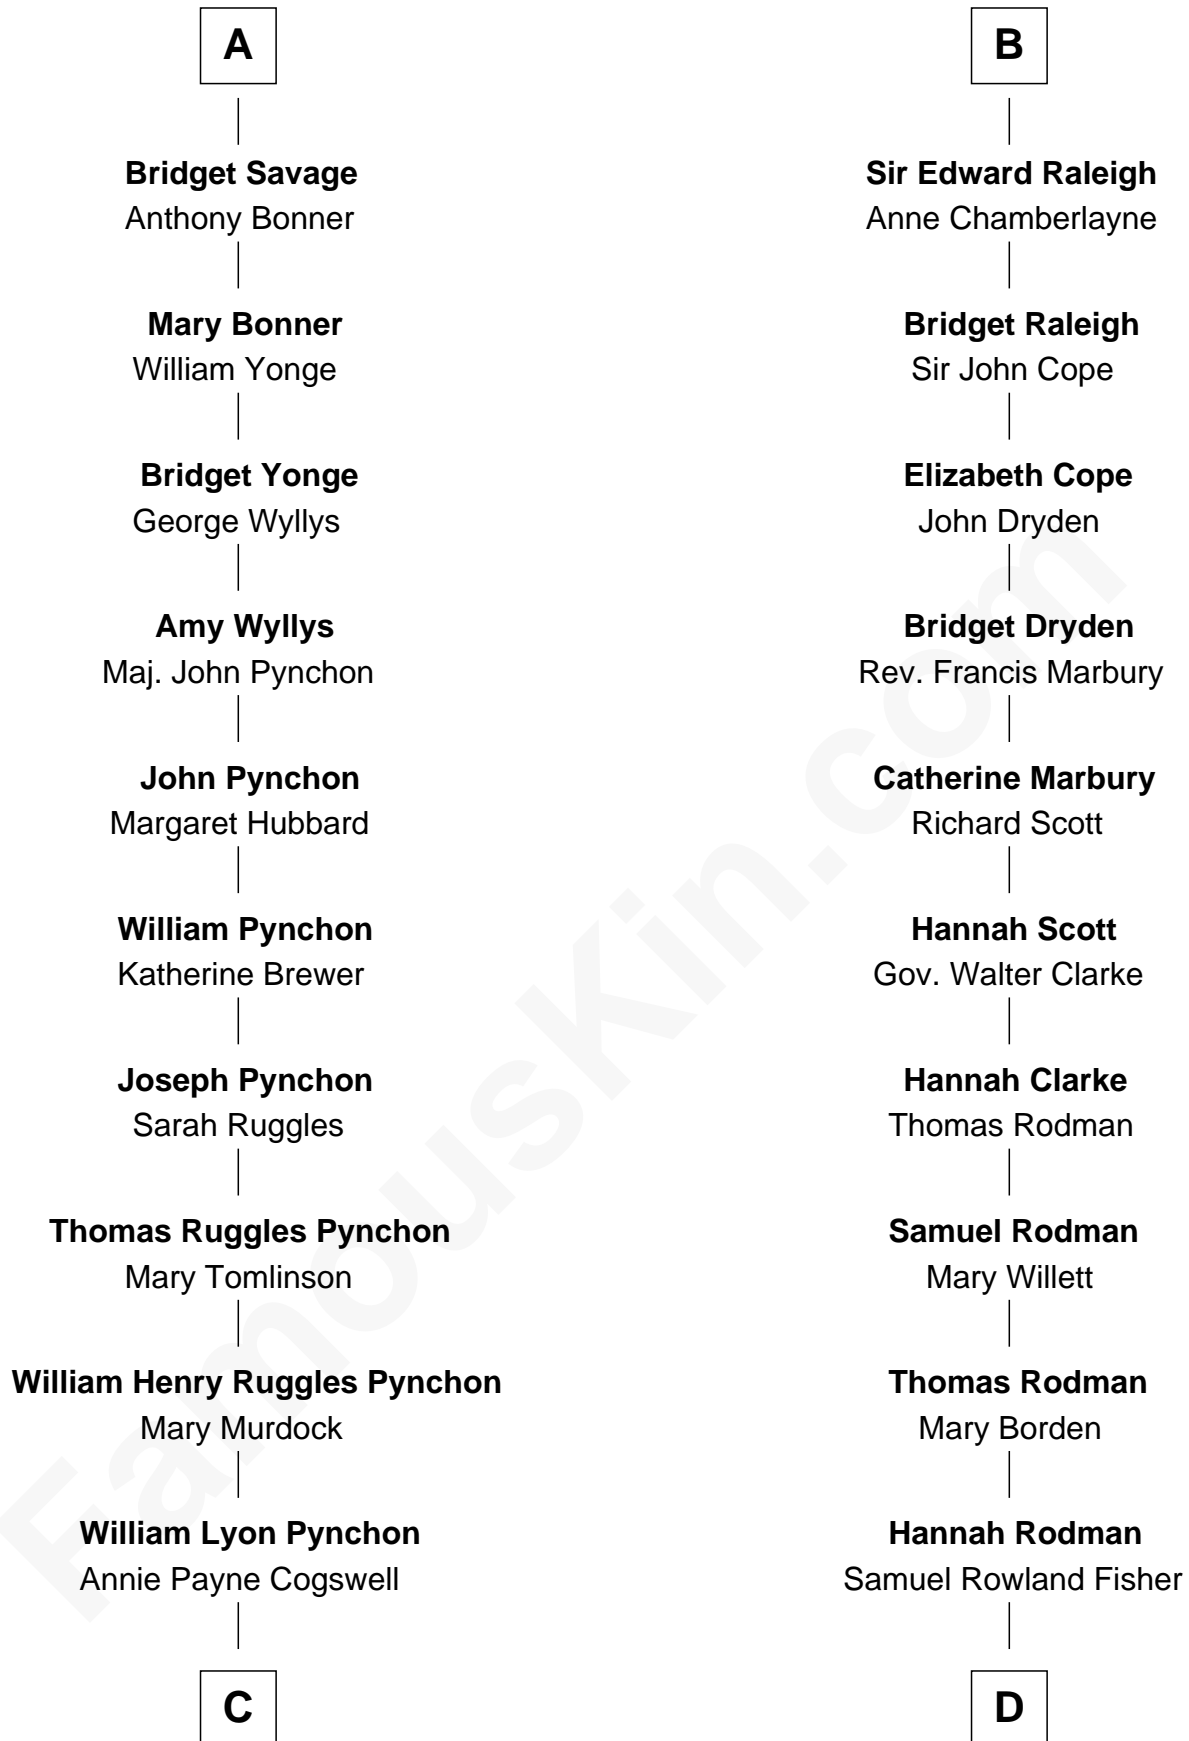 A
Bridget Savage
Anthony Bonner
Mary Bonner
William Yonge
Bridget Yonge
George Wyllys
Amy Wyllys
Maj. John Pynchon
John Pynchon
Margaret Hubbard
William Pynchon
Katherine Brewer
Joseph Pynchon
Sarah Ruggles
Thomas Ruggles Pynchon
Mary Tomlinson
William Henry Ruggles Pynchon
Mary Murdock
William Lyon Pynchon
Annie Payne Cogswell
C
B
Sir Edward Raleigh
Anne Chamberlayne
Bridget Raleigh
Sir John Cope
Elizabeth Cope
John Dryden
Bridget Dryden
Rev. Francis Marbury
Catherine Marbury
Richard Scott
Hannah Scott
Gov. Walter Clarke
Hannah Clarke
Thomas Rodman
Samuel Rodman
Mary Willett
Thomas Rodman
Mary Borden
Hannah Rodman
Samuel Rowland Fisher
D
FamousKin.com